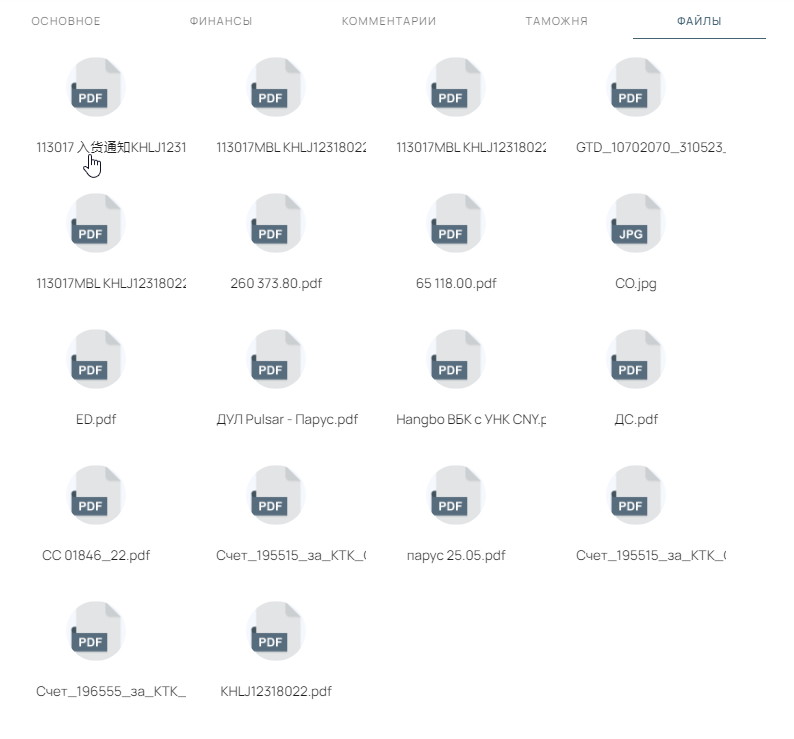 ОСНОВНОЕ ФИНАНСЫ КОММЕНТАРИИ ТАМОЖНЯ ФАЙЛЫ
PDF PDF PDF PDF
113017 入货通知KHLJ1231 113017MBL KHLJ12318022 113017MBL KHLJ12318022 GTD_10702070_310523_
PDF PDF PDF JPG
113017MBL KHLJ12318022 260 373.80.pdf 65 118.00.pdf CO.jpg
PDF PDF PDF PDF
ED.pdf ДУЛ Pulsar - Парус.pdf Hangbo ВБК с УНК CNY.p ДС.pdf
PDF PDF PDF PDF
CC 01846_22.pdf Счет_195515_за_КТК_ парус 25.05.pdf Счет_195515_за_КТК_
PDF PDF
Счет_196555_за_КТК_ KHLJ12318022.pdf